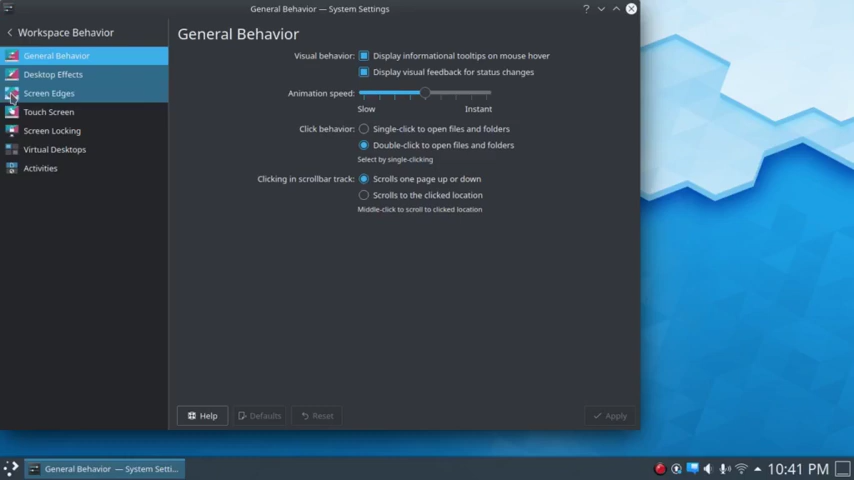 General Behavior — System Settings
Workspace Behavior
General Behavior
Desktop Effects
Screen Edges
Touch Screen
Screen Locking
Virtual Desktops
Activities
General Behavior
Visual behavior: Display informational tooltips on mouse hover
Display visual feedback for status changes
Animation speed:
Slow Instant
Click behavior: Single-click to open files and folders
Double-click to open files and folders
Select by single-clicking
Clicking in scrollbar track: Scrolls one page up or down
Scrolls to the clicked location
Middle-click to scroll to clicked location
Help Defaults Reset Apply
General Behavior — System Setti... 10:41 PM